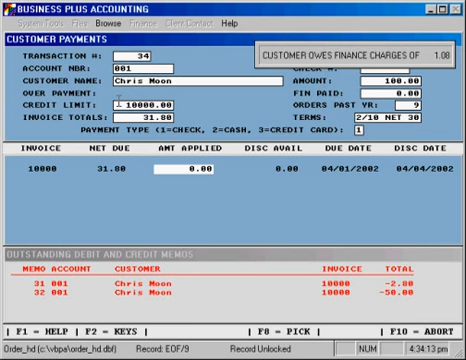 BUSINESS PLUS ACCOUNTING
System Tools Files Browse Finance Client Contact Help
CUSTOMER PAYMENTS
TRANSACTION #: 34
CUSTOMER OWES FINANCE CHARGES OF 1.08
ACCOUNT NBR: 001
CUSTOMER NAME: Chris Moon AMOUNT: 100.00
OVER PAYMENT: FIN PAID: 0.00
CREDIT LIMIT: 10000.00 ORDERS PAST YR: 9
INVOICE TOTALS: 31.80 TERMS: 2/10 NET 30
PAYMENT TYPE (1=CHECK, 2=CASH, 3=CREDIT CARD): 1
INVOICE NET DUE AMT APPLIED DISC AVAIL DUE DATE DISC DATE
10000 31.80 0.00 0.00 04/01/2002 04/04/2002
OUTSTANDING DEBIT AND CREDIT MEMOS
MEMO ACCOUNT CUSTOMER INVOICE TOTAL
31 001 Chris Moon 10000 -2.80
32 001 Chris Moon 10000 -50.00
| F1 = HELP | F2 = KEYS | | F8 = PICK | | F10 = ABORT
Order_hd (c:\vbpa\order_hd.dbf) Record: EOF/9 Record Unlocked NUM 4:34:13 pm